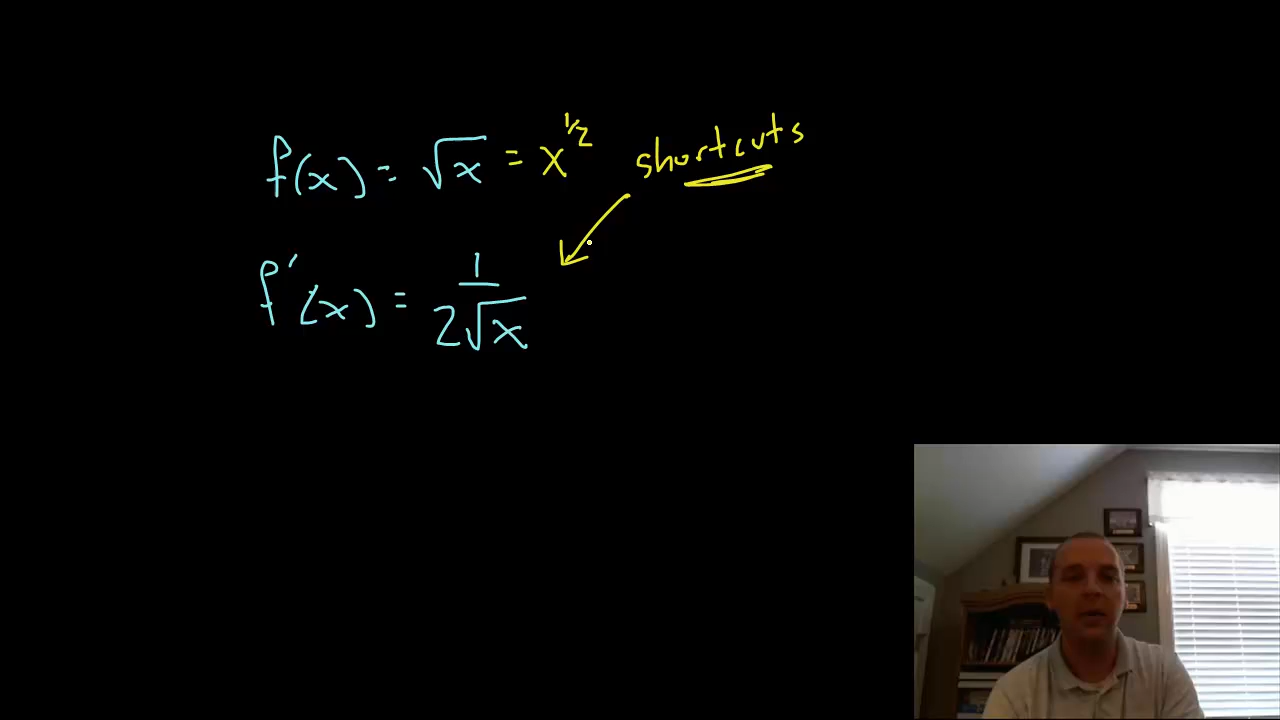 f(x) = √x = x^1/2 shortcuts
f'(x) = 1/2√x